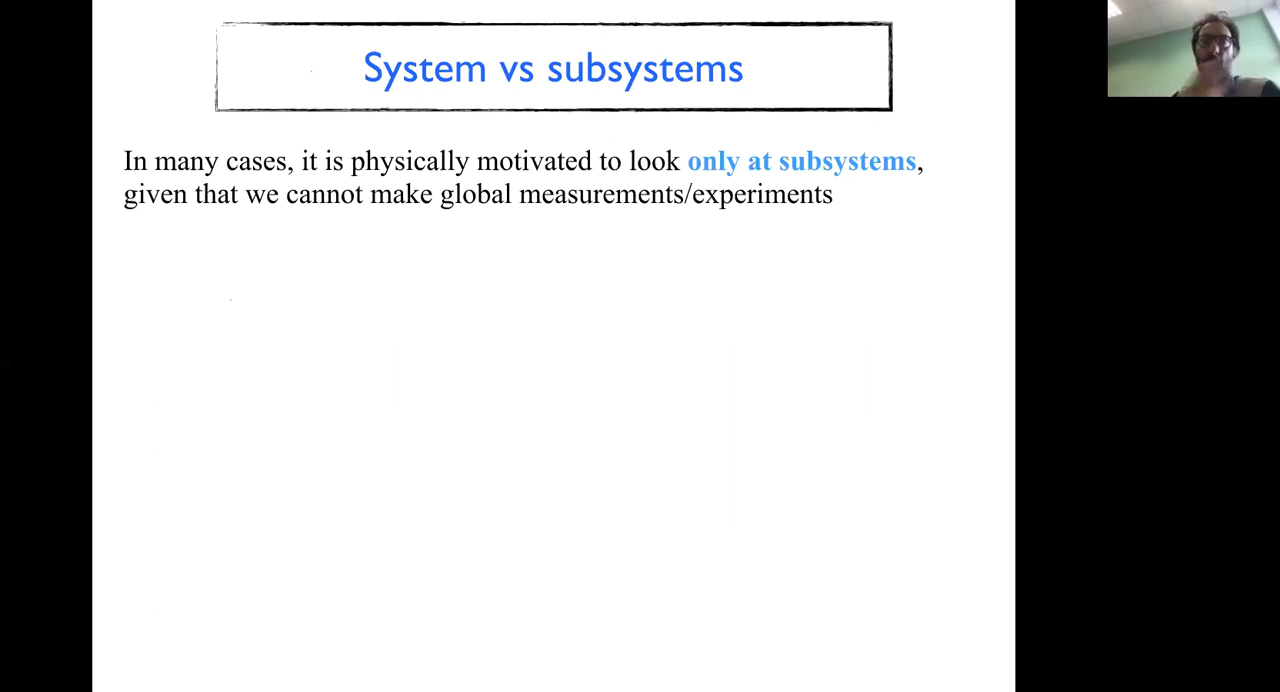 System vs subsystems
In many cases, it is physically motivated to look only at subsystems,
given that we cannot make global measurements/experiments